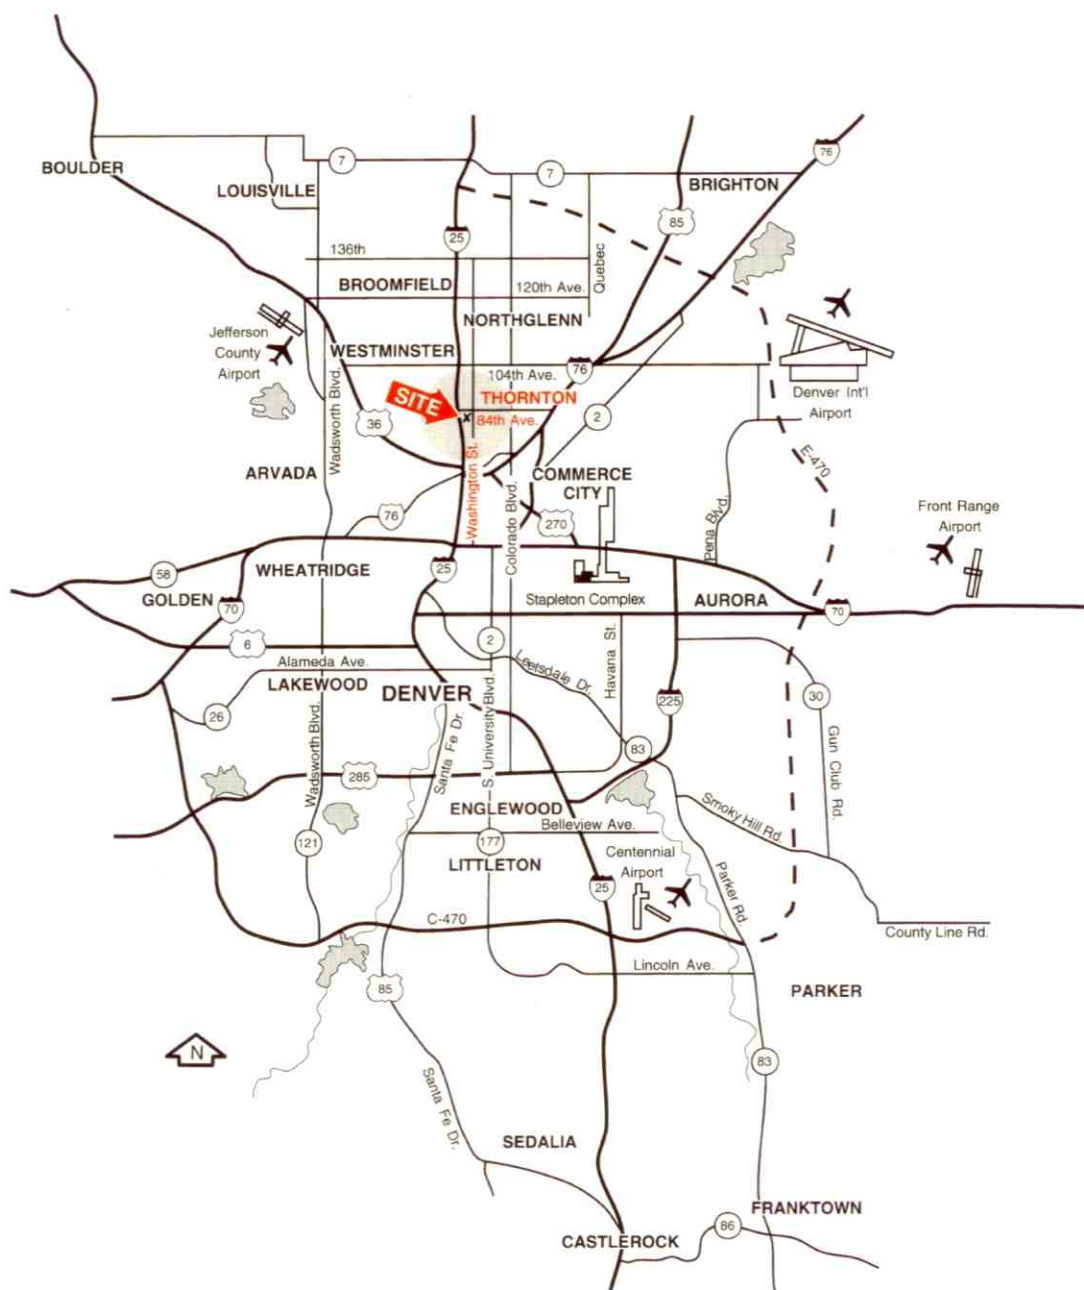 BOULDER
7
7
76
LOUISVILLE
BRIGHTON
85
25
136th
Quebec
BROOMFIELD
120th Ave.
NORTHGLENN
Jefferson
County
Airport
WESTMINSTER
104th Ave.
76
Denver Int'l
Airport
SITE
THORNTON
84th Ave.
2
36
Wadsworth Blvd.
E-470
ARVADA
Washington St.
Colorado Blvd.
COMMERCE
CITY
76
270
Pena Blvd.
Front Range
Airport
58
WHEATRIDGE
25
GOLDEN
70
Stapleton Complex
AURORA
70
6
2
Alameda Ave.
Leetsdale Dr.
Havana St.
LAKEWOOD
DENVER
26
225
30
Wadsworth Blvd.
Santa Fe Dr.
S. University Blvd.
83
Gun Club Rd.
285
ENGLEWOOD
Smoky Hill Rd.
Belleview Ave.
121
177
LITTLETON
Centennial
Airport
25
Parker Rd.
C-470
County Line Rd.
Lincoln Ave.
85
PARKER
N
83
Santa Fe Dr.
SEDALIA
FRANKTOWN
86
CASTLEROCK